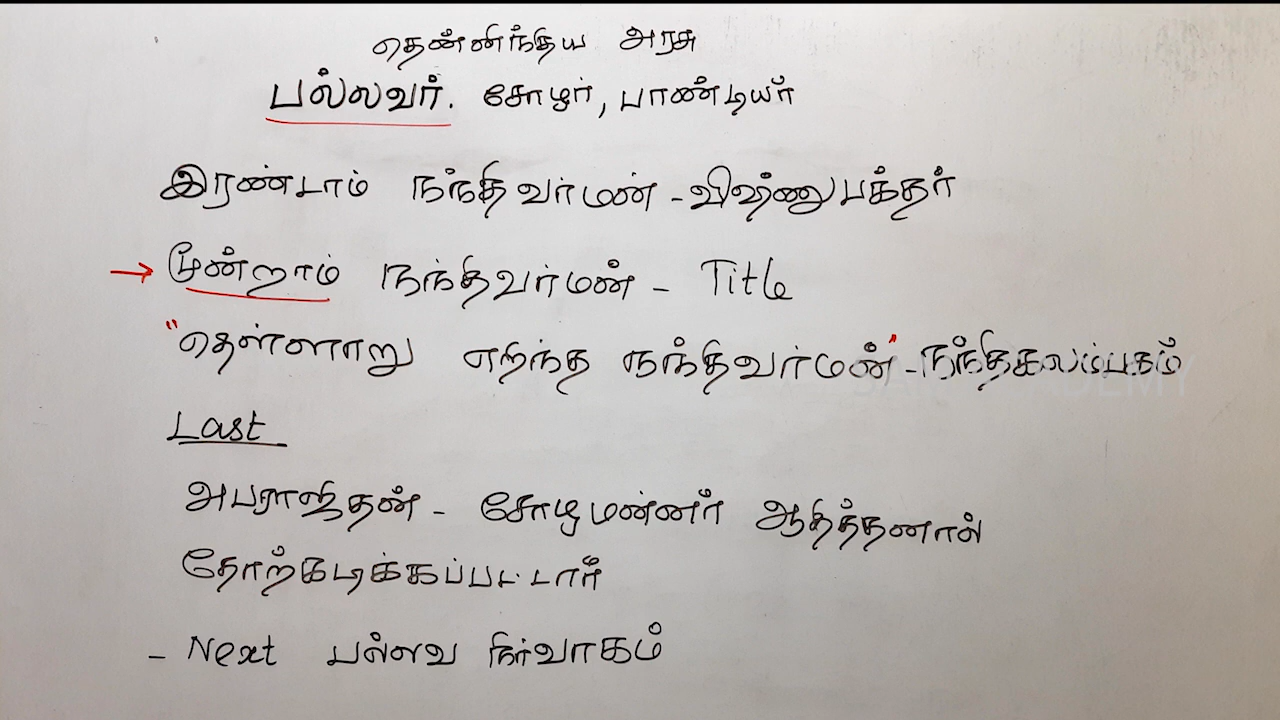 தென்னிந்திய அரசு
பல்லவர். சோழர், பாண்டியர்
இரண்டாம் நந்திவர்மன் - விஷ்ணுபக்தர்
→ மூன்றாம் நந்திவர்மன் - Title
"தெள்ளாறு எறிந்த நந்திவர்மன்" - நந்திகலம்பகம்
Last
அபராஜிதன் - சோழமன்னர் ஆதித்தனால்
தோற்கடிக்கப்பட்டார்
- Next பல்லவ நிர்வாகம்